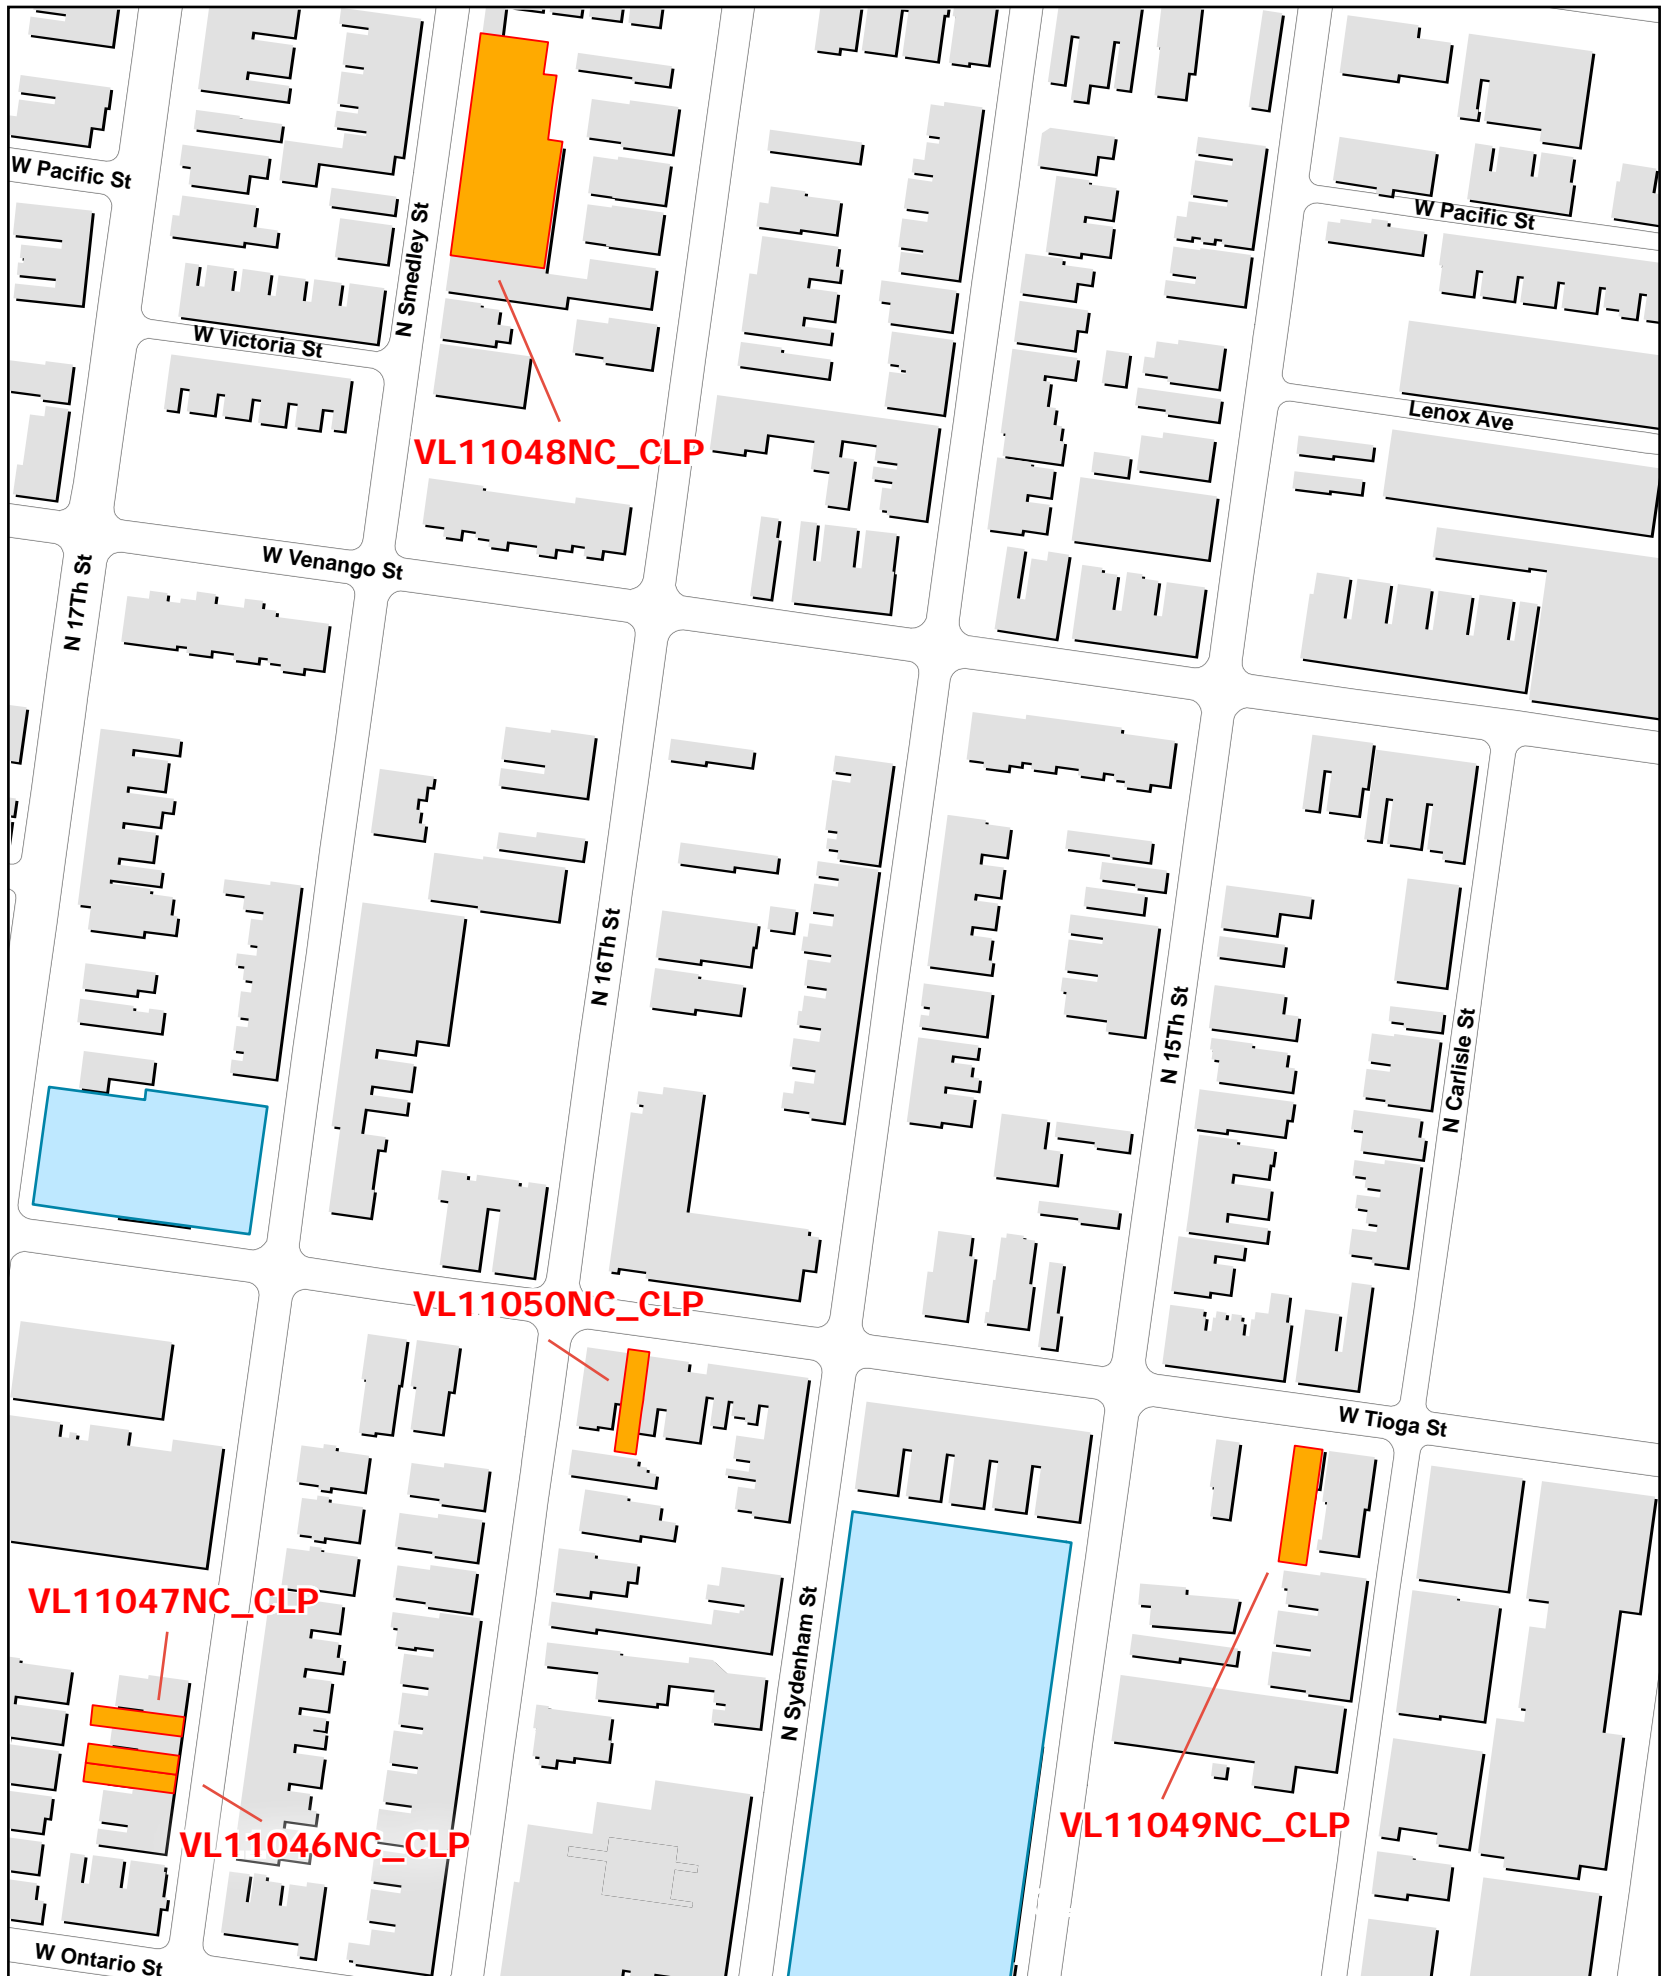 W Pacific St
W Pacific St
N Smedley St
W Victoria St
Lenox Ave
VL11048NC_CLP
W Venango St
N 17Th St
N 16Th St
N 15Th St
N Carlisle St
VL11050NC_CLP
W Tioga St
VL11047NC_CLP
N Sydenham St
VL11049NC_CLP
VL11046NC_CLP
W Ontario St